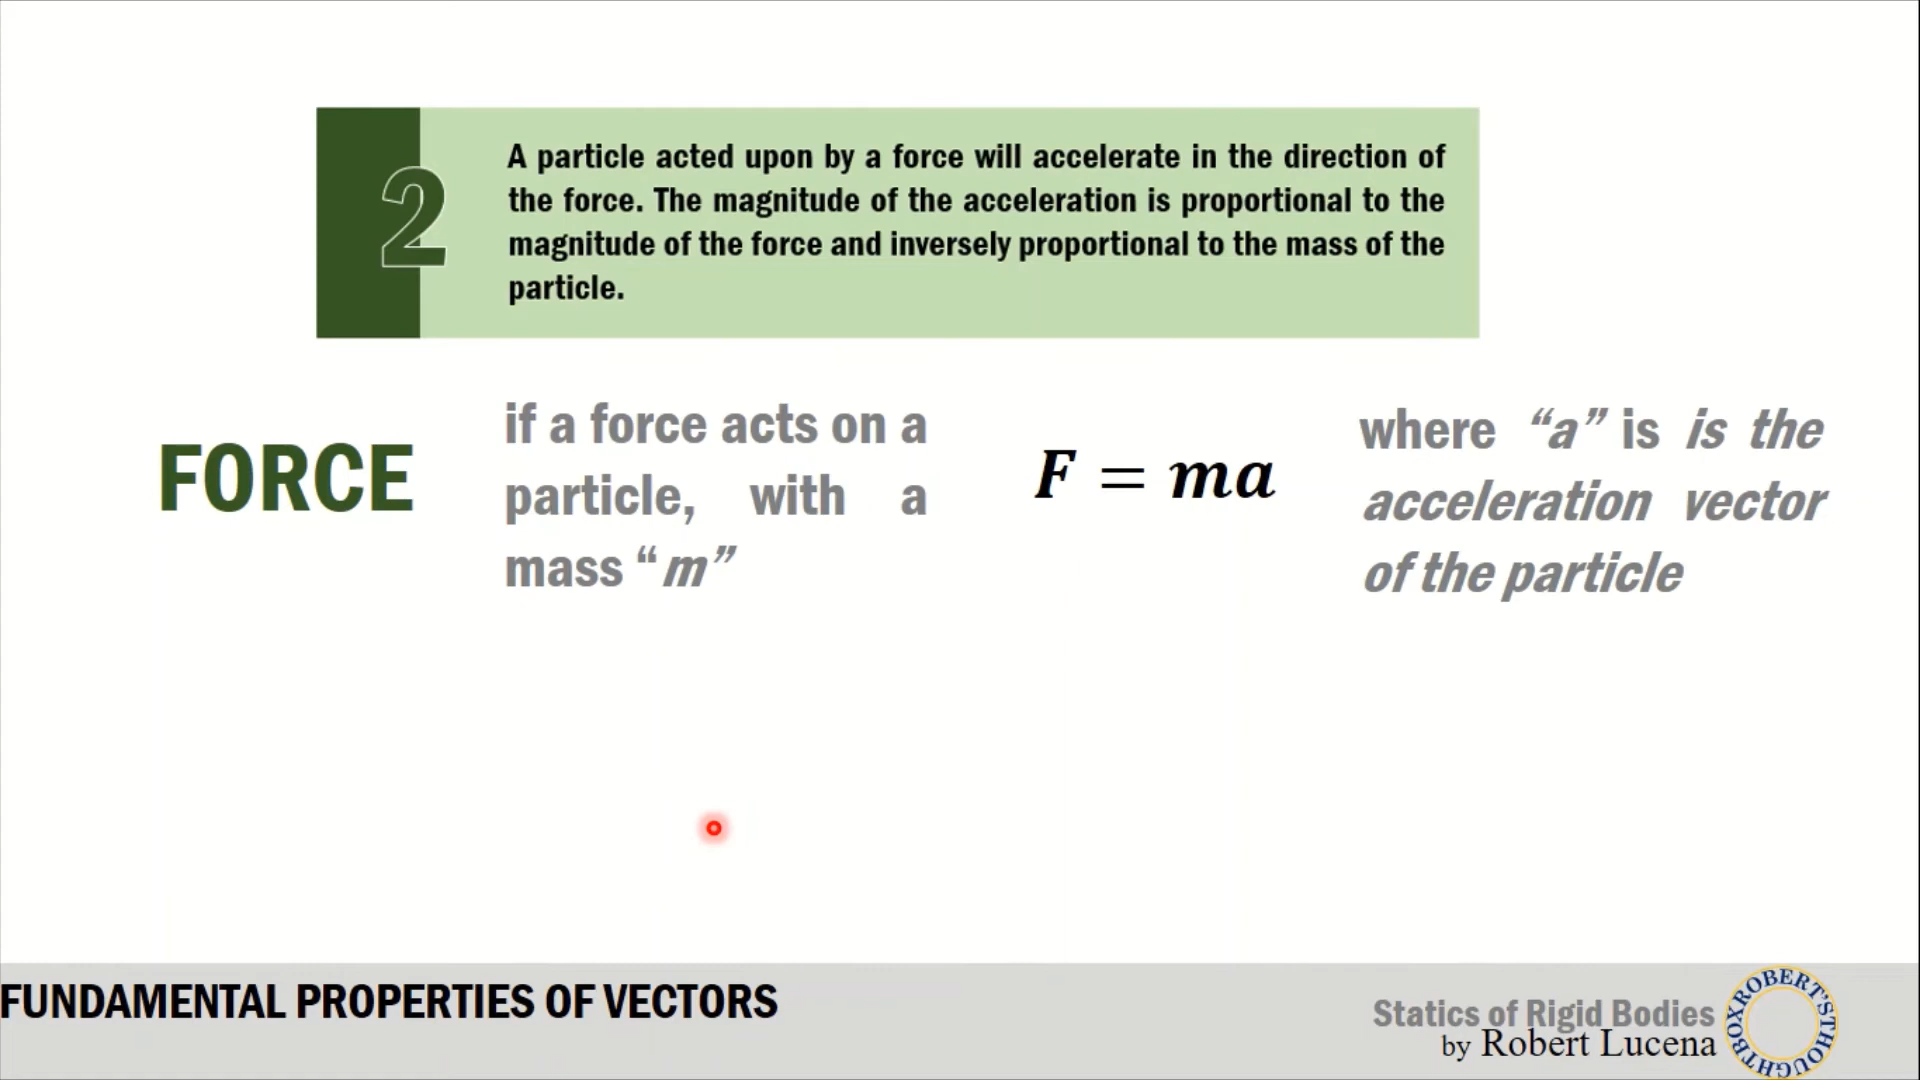 2
A particle acted upon by a force will accelerate in the direction of
the force. The magnitude of the acceleration is proportional to the
magnitude of the force and inversely proportional to the mass of the
particle.
FORCE
if a force acts on a
particle, with a
mass “m”
F = ma
where “a” is is the
acceleration vector
of the particle
FUNDAMENTAL PROPERTIES OF VECTORS
Statics of Rigid Bodies
by Robert Lucena
ROBERT'S THOUGHTBOX